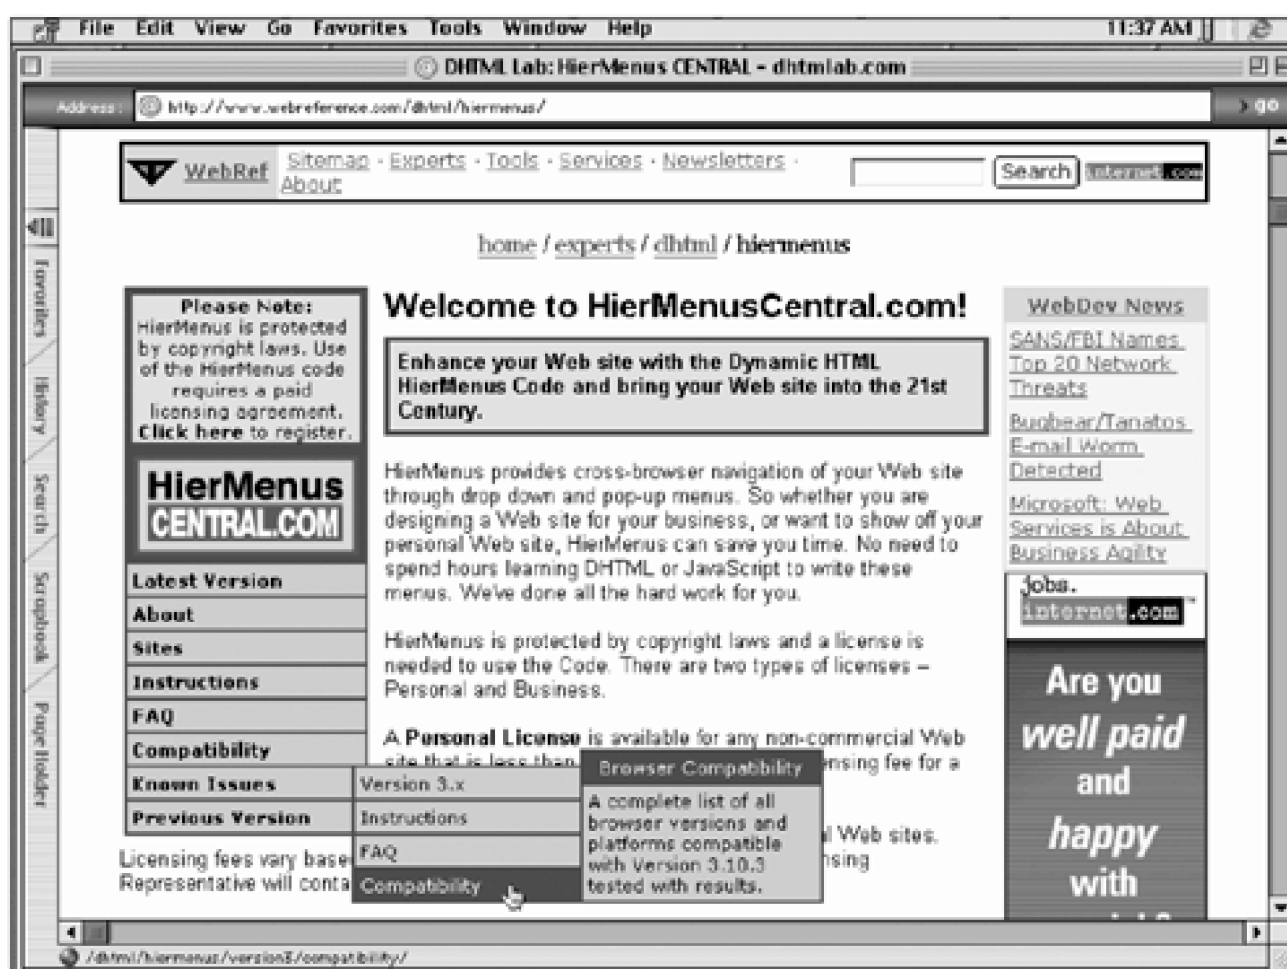 File Edit View Go Favorites Tools Window Help 11:37 AM
DHTML Lab: HierMenus CENTRAL - dhtmlab.com
Address: http://www.webreference.com/dhtml/hiermenus/ go
WebRef Sitemap · Experts · Tools · Services · Newsletters ·
About
Search internet.com
home / experts / dhtml / hiermenus
Favorites
History
Search
Scrapbook
Page Holder
Please Note:
HierMenus is protected
by copyright laws. Use
of the HierMenus code
requires a paid
licensing agreement.
Click here to register.
HierMenus
CENTRAL.COM
Latest Version
About
Sites
Instructions
FAQ
Compatibility
Known Issues
Previous Version
Version 3.x
Instructions
FAQ
Compatibility
Browser Compatibility
A complete list of all
browser versions and
platforms compatible
with Version 3.10.3
tested with results.
Welcome to HierMenusCentral.com!
Enhance your Web site with the Dynamic HTML
HierMenus Code and bring your Web site into the 21st
Century.
HierMenus provides cross-browser navigation of your Web site
through drop down and pop-up menus. So whether you are
designing a Web site for your business, or want to show off your
personal Web site, HierMenus can save you time. No need to
spend hours learning DHTML or JavaScript to write these
menus. We've done all the hard work for you.
HierMenus is protected by copyright laws and a license is
needed to use the Code. There are two types of licenses –
Personal and Business.
A Personal License is available for any non-commercial Web
site that is less than ensing fee for a
al Web sites.
Licensing fees vary base nsing
Representative will conta
WebDev News
SANS/FBI Names
Top 20 Network
Threats
Bugbear/Tanatos
E-mail Worm
Detected
Microsoft: Web
Services is About
Business Agility
jobs.
internet.com
Are you
well paid
and
happy
with
/dhtml/hiermenus/version3/compatibility/